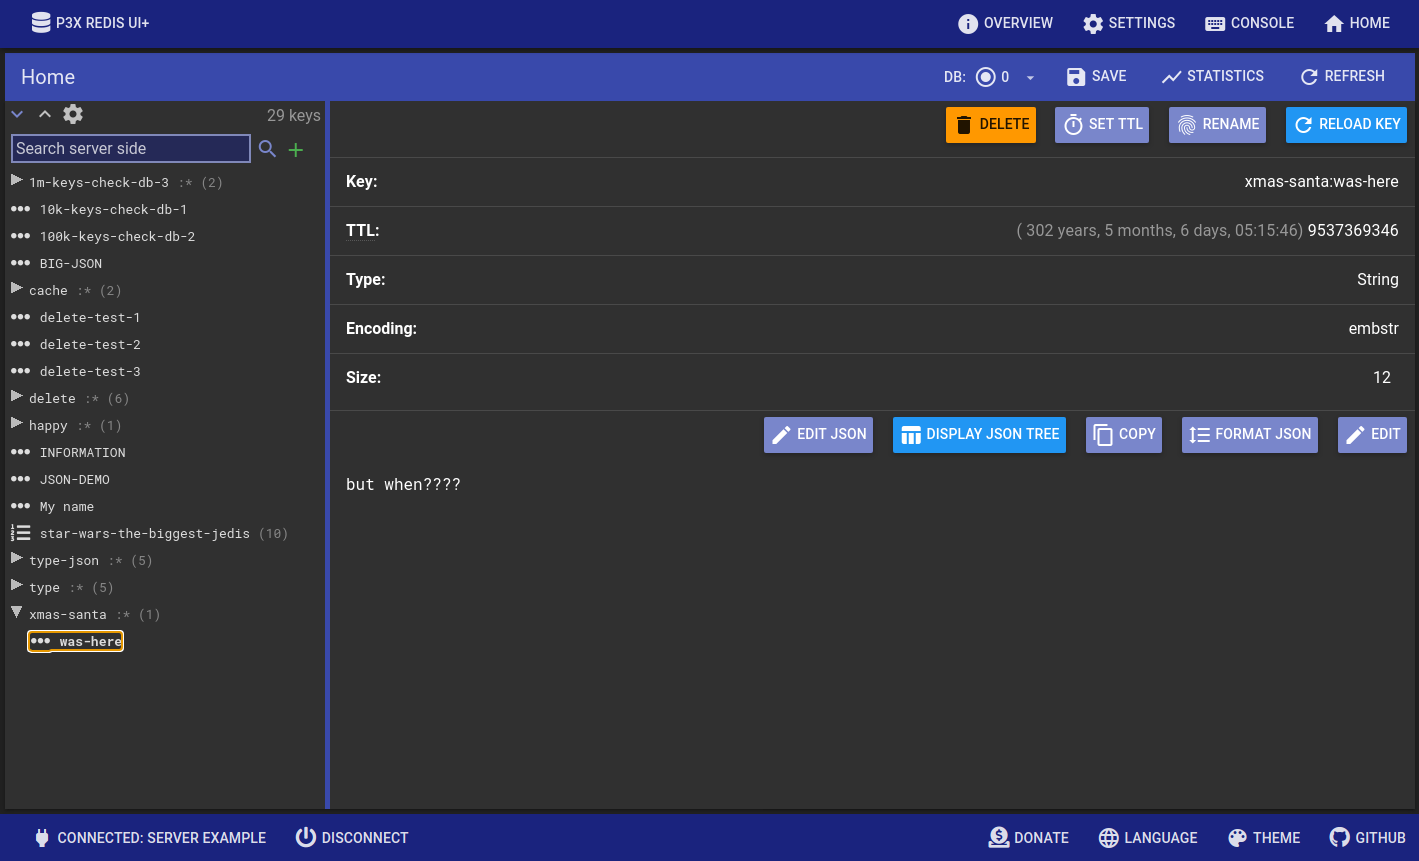 P3X REDIS UI+ OVERVIEW SETTINGS CONSOLE HOME
Home DB: 0 SAVE STATISTICS REFRESH
29 keys
Search server side
1m-keys-check-db-3 :* (2)
10k-keys-check-db-1
100k-keys-check-db-2
BIG-JSON
cache :* (2)
delete-test-1
delete-test-2
delete-test-3
delete :* (6)
happy :* (1)
INFORMATION
JSON-DEMO
My name
star-wars-the-biggest-jedis (10)
type-json :* (5)
type :* (5)
xmas-santa :* (1)
was-here
DELETE SET TTL RENAME RELOAD KEY
Key: xmas-santa:was-here
TTL: ( 302 years, 5 months, 6 days, 05:15:46) 9537369346
Type: String
Encoding: embstr
Size: 12
EDIT JSON DISPLAY JSON TREE COPY FORMAT JSON EDIT
but when????
CONNECTED: SERVER EXAMPLE DISCONNECT DONATE LANGUAGE THEME GITHUB